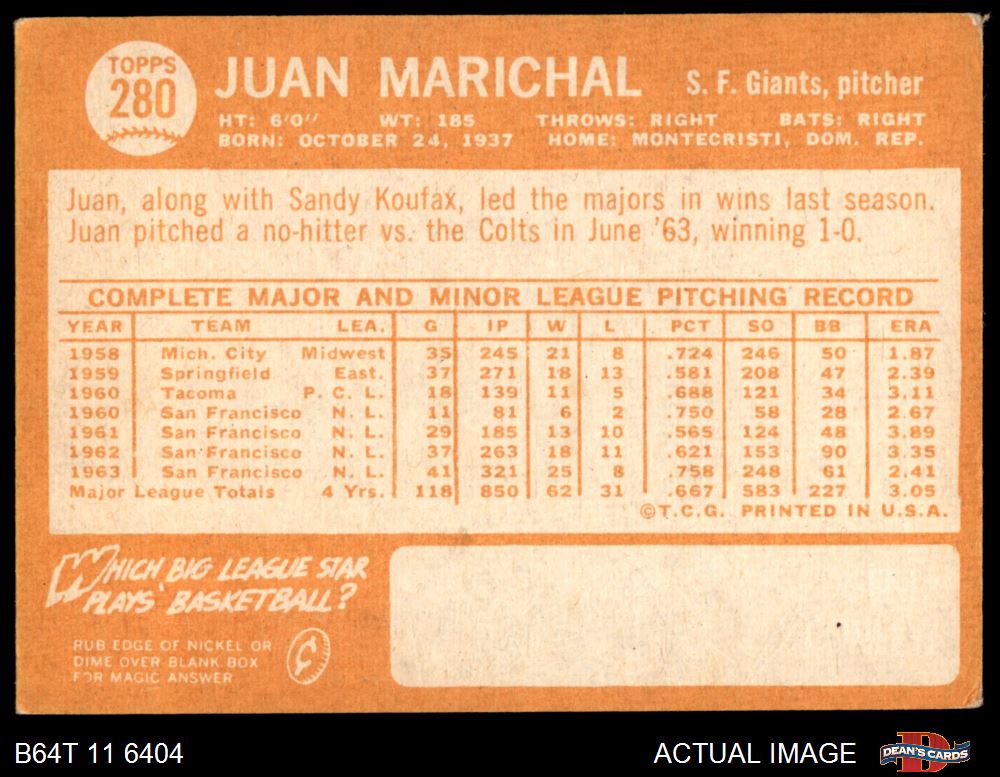 TOPPS
280
JUAN MARICHAL S. F. Giants, pitcher
HT: 6'0" WT: 185 THROWS: RIGHT BATS: RIGHT
BORN: OCTOBER 24, 1937 HOME: MONTECRISTI, DOM. REP.
Juan, along with Sandy Koufax, led the majors in wins last season.
Juan pitched a no-hitter vs. the Colts in June '63, winning 1-0.
COMPLETE MAJOR AND MINOR LEAGUE PITCHING RECORD
YEAR TEAM LEA. G IP W L PCT SO BB ERA
1958 Mich. City Midwest 35 245 21 8 .724 246 50 1.87
1959 Springfield East. 37 271 18 13 .581 208 47 2.39
1960 Tacoma P. C. L. 18 139 11 5 .688 121 34 3.11
1960 San Francisco N. L. 11 81 6 2 .750 58 28 2.67
1961 San Francisco N. L. 29 185 13 10 .565 124 48 3.89
1962 San Francisco N. L. 37 263 18 11 .621 153 90 3.35
1963 San Francisco N. L. 41 321 25 8 .758 248 61 2.41
Major League Totals 4 Yrs. 118 850 62 31 .667 583 227 3.05
©T.C.G. PRINTED IN U.S.A.
WHICH BIG LEAGUE STAR
PLAYS BASKETBALL?
RUB EDGE OF NICKEL OR
DIME OVER BLANK BOX
FOR MAGIC ANSWER
¢
B64T 11 6404 ACTUAL IMAGE
D
DEAN'S CARDS